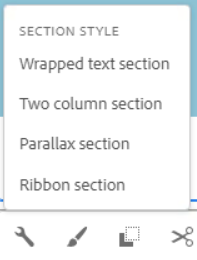 SECTION STYLE
Wrapped text section
Two column section
Parallax section
Ribbon section